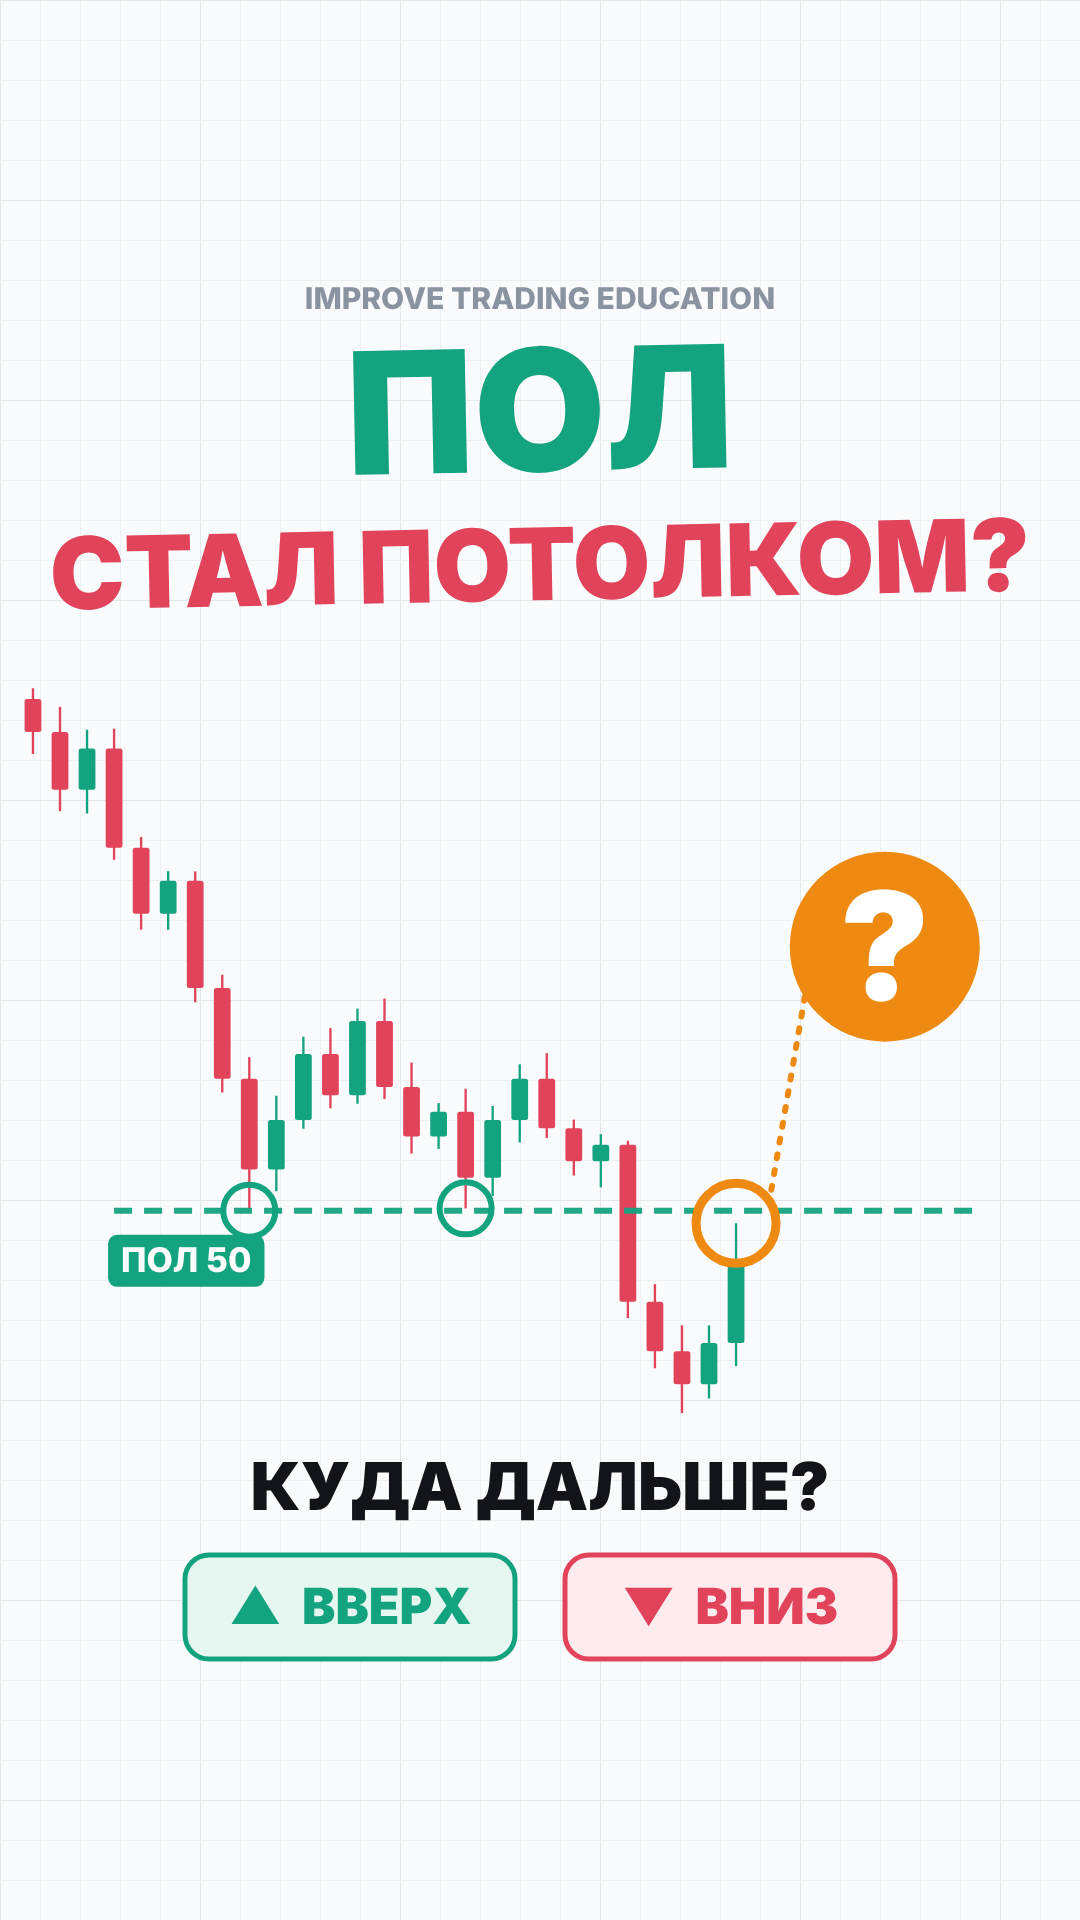 IMPROVE TRADING EDUCATION
ПОЛ
СТАЛ ПОТОЛКОМ?
?
ПОЛ 50
КУДА ДАЛЬШЕ?
▲ ВВЕРХ
▼ ВНИЗ